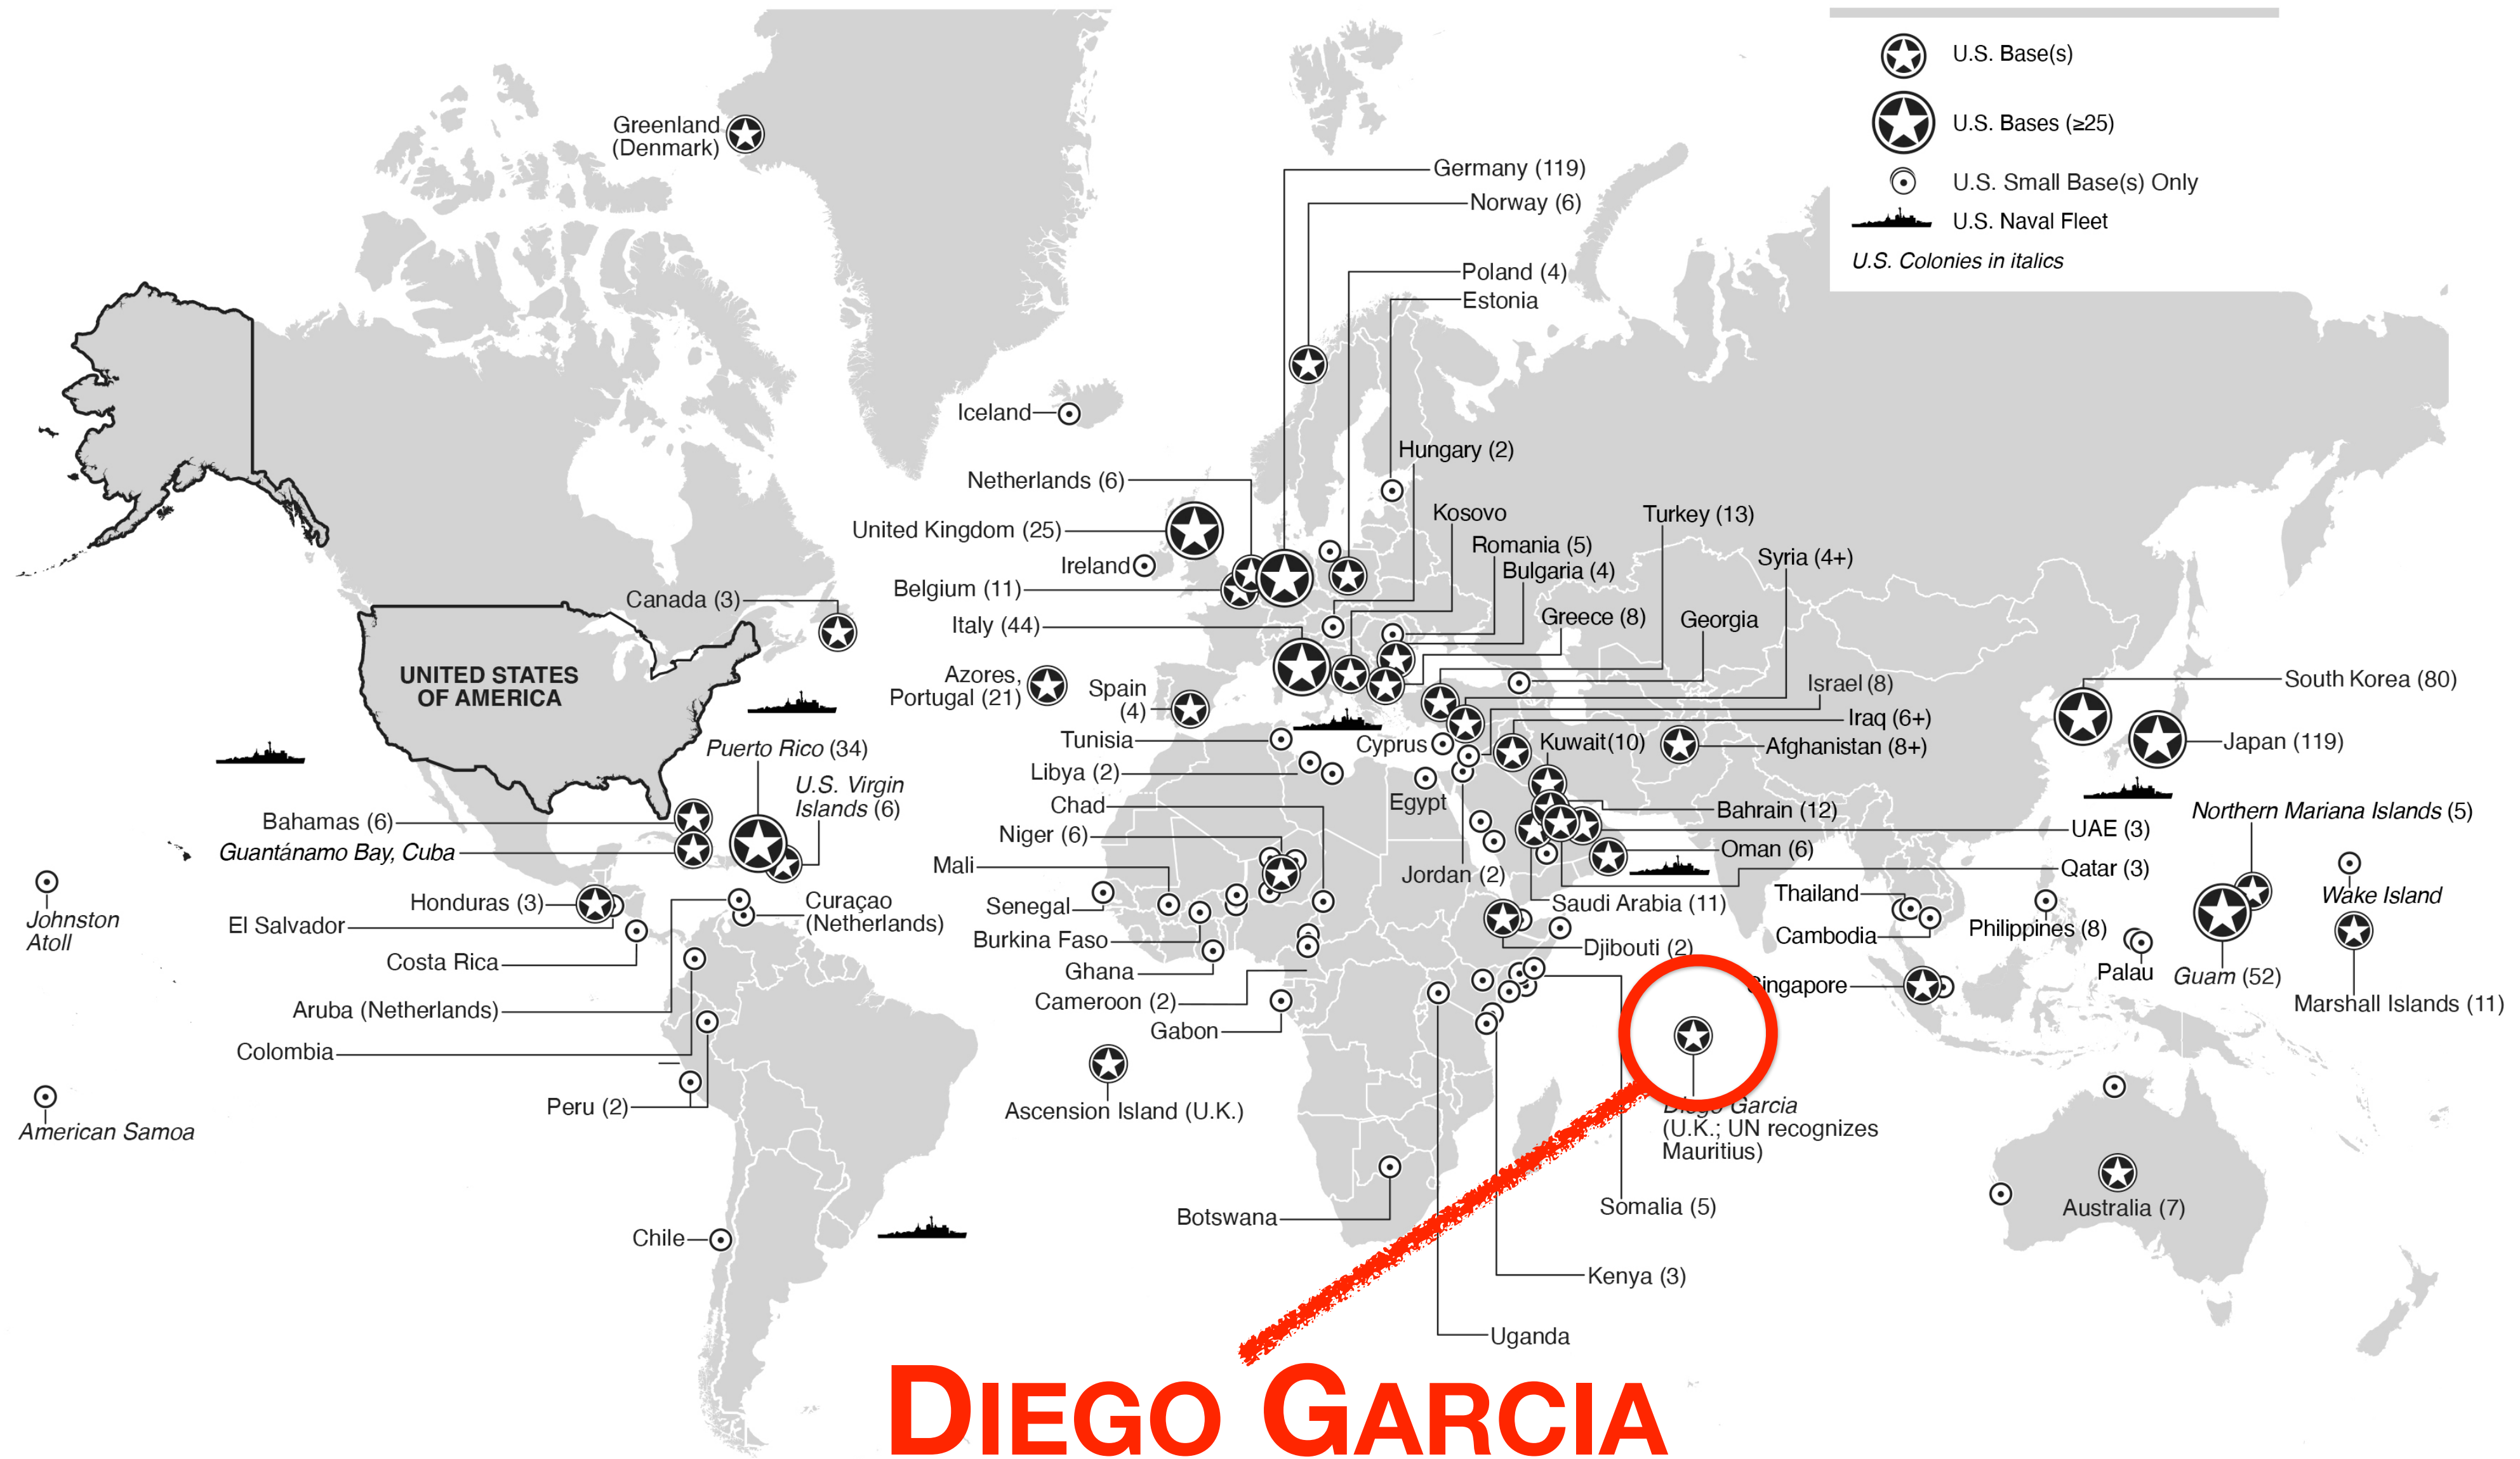 U.S. Base(s)
U.S. Bases (≥25)
U.S. Small Base(s) Only
U.S. Naval Fleet
U.S. Colonies in italics
Greenland
(Denmark)
Germany (119)
Norway (6)
Poland (4)
Estonia
Iceland
Hungary (2)
Netherlands (6)
United Kingdom (25)
Kosovo
Turkey (13)
Romania (5)
Syria (4+)
Ireland
Bulgaria (4)
Belgium (11)
Canada (3)
Italy (44)
Greece (8)
Georgia
UNITED STATES
OF AMERICA
Azores,
Portugal (21)
Spain
(4)
Israel (8)
South Korea (80)
Iraq (6+)
Puerto Rico (34)
Tunisia
Cyprus
Kuwait(10)
Afghanistan (8+)
Japan (119)
Libya (2)
U.S. Virgin
Islands (6)
Chad
Egypt
Bahrain (12)
Northern Mariana Islands (5)
Bahamas (6)
Niger (6)
UAE (3)
Guantánamo Bay, Cuba
Oman (6)
Mali
Jordan (2)
Qatar (3)
Honduras (3)
Curaçao
(Netherlands)
Senegal
Saudi Arabia (11)
Thailand
Wake Island
Johnston
Atoll
El Salvador
Burkina Faso
Djibouti (2)
Cambodia
Philippines (8)
Costa Rica
Ghana
Singapore
Palau
Guam (52)
Marshall Islands (11)
Aruba (Netherlands)
Cameroon (2)
Gabon
Colombia
Peru (2)
Ascension Island (U.K.)
Diego Garcia
(U.K.; UN recognizes
Mauritius)
American Samoa
Botswana
Somalia (5)
Australia (7)
Chile
Kenya (3)
Uganda
DIEGO GARCIA